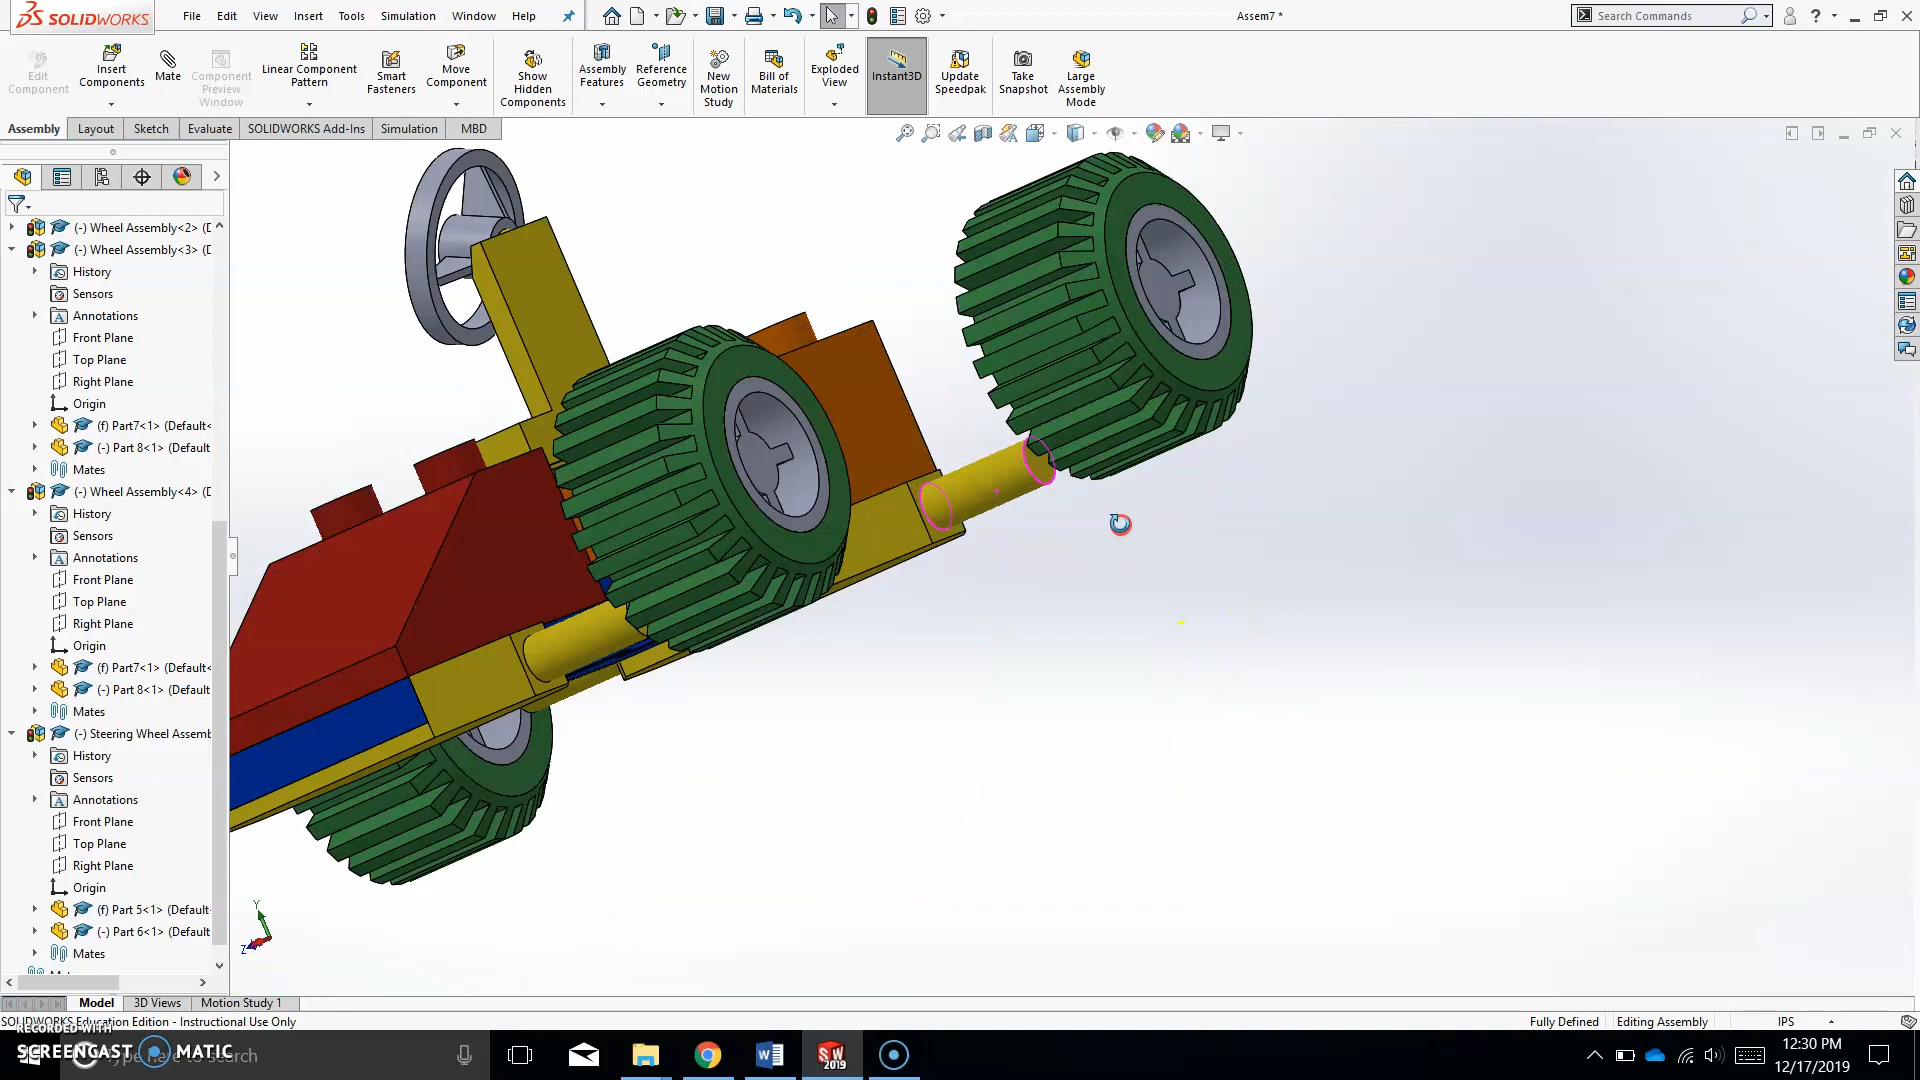 SOLIDWORKS File Edit View Insert Tools Simulation Window Help Assem7 * Search Commands ?
Edit Component
Insert Components
Mate
Component Preview Window
Linear Component Pattern
Smart Fasteners
Move Component
Show Hidden Components
Assembly Features
Reference Geometry
New Motion Study
Bill of Materials
Exploded View
Instant3D
Update Speedpak
Take Snapshot
Large Assembly Mode
Assembly Layout Sketch Evaluate SOLIDWORKS Add-Ins Simulation MBD
(-) Wheel Assembly<2> (D
(-) Wheel Assembly<3> (D
History
Sensors
Annotations
Front Plane
Top Plane
Right Plane
Origin
(f) Part7<1> (Default<
(-) Part 8<1> (Default
Mates
(-) Wheel Assembly<4> (D
History
Sensors
Annotations
Front Plane
Top Plane
Right Plane
Origin
(f) Part7<1> (Default<
(-) Part 8<1> (Default
Mates
(-) Steering Wheel Assemb
History
Sensors
Annotations
Front Plane
Top Plane
Right Plane
Origin
(f) Part 5<1> (Default
(-) Part 6<1> (Default
Mates
Y
Z
Model 3D Views Motion Study 1
SOLIDWORKS Education Edition - Instructional Use Only Fully Defined Editing Assembly IPS
RECORDED WITH
SCREENCAST MATIC
Type here to search
SW 2019
12:30 PM
12/17/2019